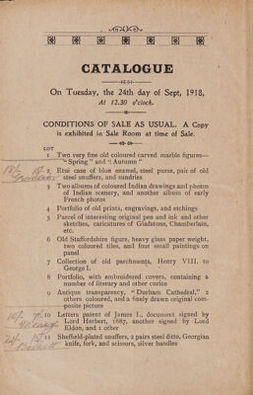 CATALOGUE
On Tuesday, the 24th day of Sept, 1918,
At 12.30 o'clock.
CONDITIONS OF SALE AS USUAL. A Copy
is exhibited in Sale Room at time of Sale.
LOT
1 Two very fine old coloured carved marble figures—
"Spring" and "Autumn"
2 Etui case of blue enamel, steel purse, pair of old
steel snuffers, and sundries
3 Two albums of coloured Indian drawings and photos
of Indian scenery, and another album of early
French photos
4 Portfolio of old prints, engravings, and etchings
5 Parcel of interesting original pen and ink and other
sketches, caricatures of Gladstone, Chamberlain,
etc.
6 Old Staffordshire figure, heavy glass paper weight,
two coloured tiles, and four small paintings on
panel
7 Collection of old parchments, Henry VIII. to
George I.
8 Portfolio, with embroidered covers, containing a
number of literary and other curios
9 Antique transparency, "Durham Cathedral," 2
others coloured, and a finely drawn original com-
posite picture
10 Letters patent of James I., document signed by
Lord Herbert, 1687, another signed by Lord
Eldon, and 1 other
11 Sheffield-plated snuffers, 2 pairs steel ditto, Georgian
knife, fork, and scissors, silver handles